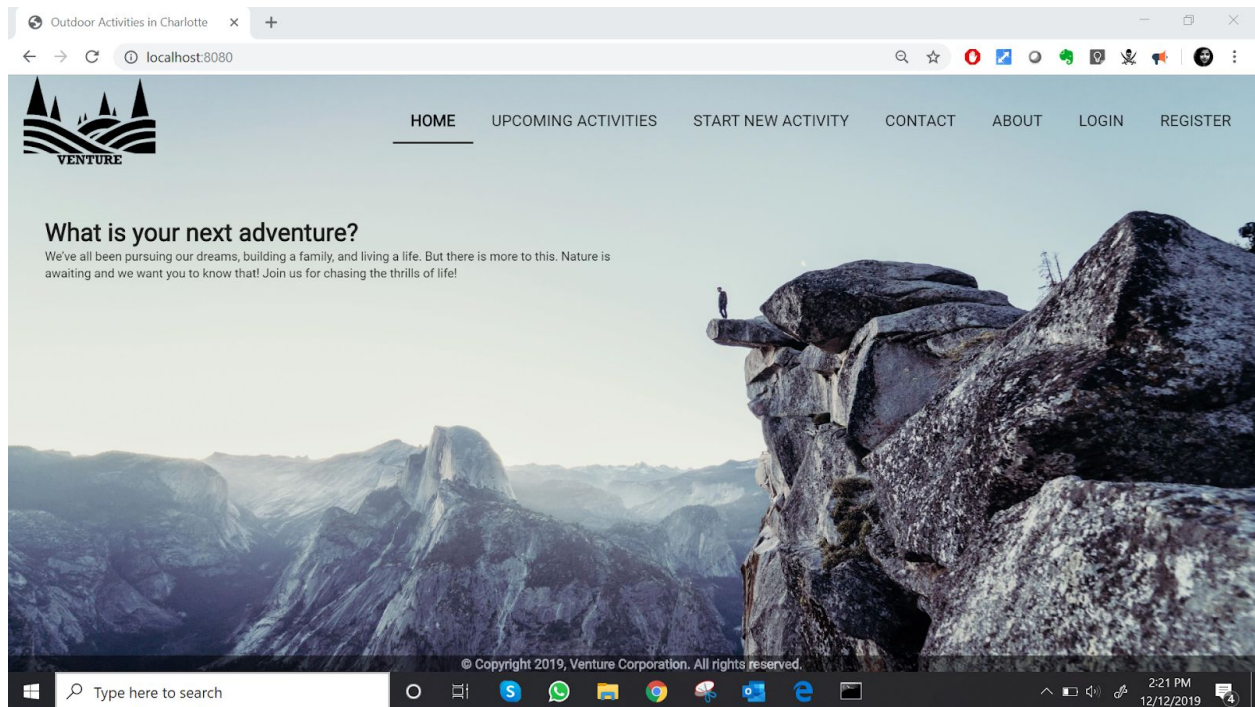 Outdoor Activities in Charlotte
localhost:8080
VENTURE
HOME UPCOMING ACTIVITIES START NEW ACTIVITY CONTACT ABOUT LOGIN REGISTER
What is your next adventure?
We've all been pursuing our dreams, building a family, and living a life. But there is more to this. Nature is
awaiting and we want you to know that! Join us for chasing the thrills of life!
© Copyright 2019, Venture Corporation. All rights reserved.
Type here to search
2:21 PM
12/12/2019
4